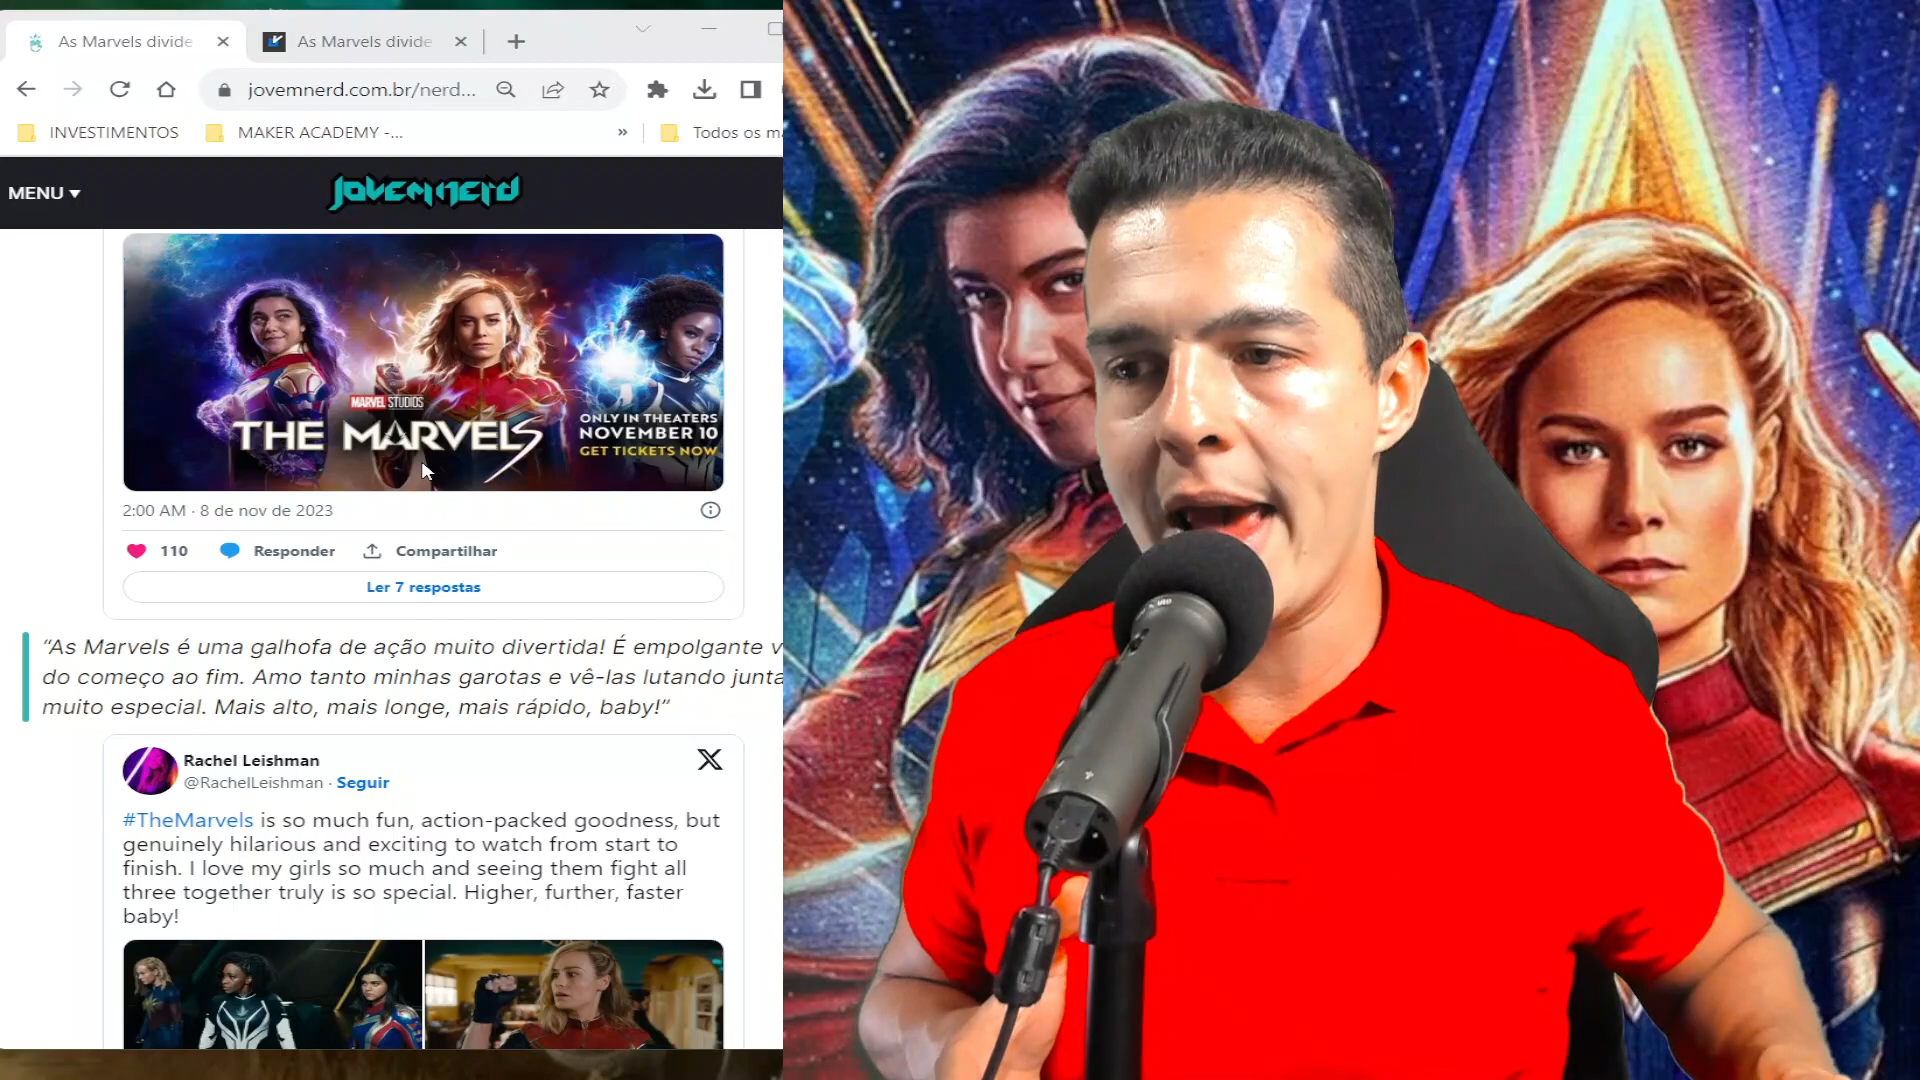 As Marvels divide
As Marvels divide
jovemnerd.com.br/nerd...
INVESTIMENTOS
MAKER ACADEMY -...
»
Todos os ma
MENU
JOVEM NERD
MARVEL STUDIOS
THE MARVELS
ONLY IN THEATERS
NOVEMBER 10
GET TICKETS NOW
2:00 AM · 8 de nov de 2023
110
Responder
Compartilhar
Ler 7 respostas
“As Marvels é uma galhofa de ação muito divertida! É empolgante v
do começo ao fim. Amo tanto minhas garotas e vê-las lutando junta
muito especial. Mais alto, mais longe, mais rápido, baby!”
Rachel Leishman
@RachelLeishman · Seguir
#TheMarvels is so much fun, action-packed goodness, but
genuinely hilarious and exciting to watch from start to
finish. I love my girls so much and seeing them fight all
three together truly is so special. Higher, further, faster
baby!